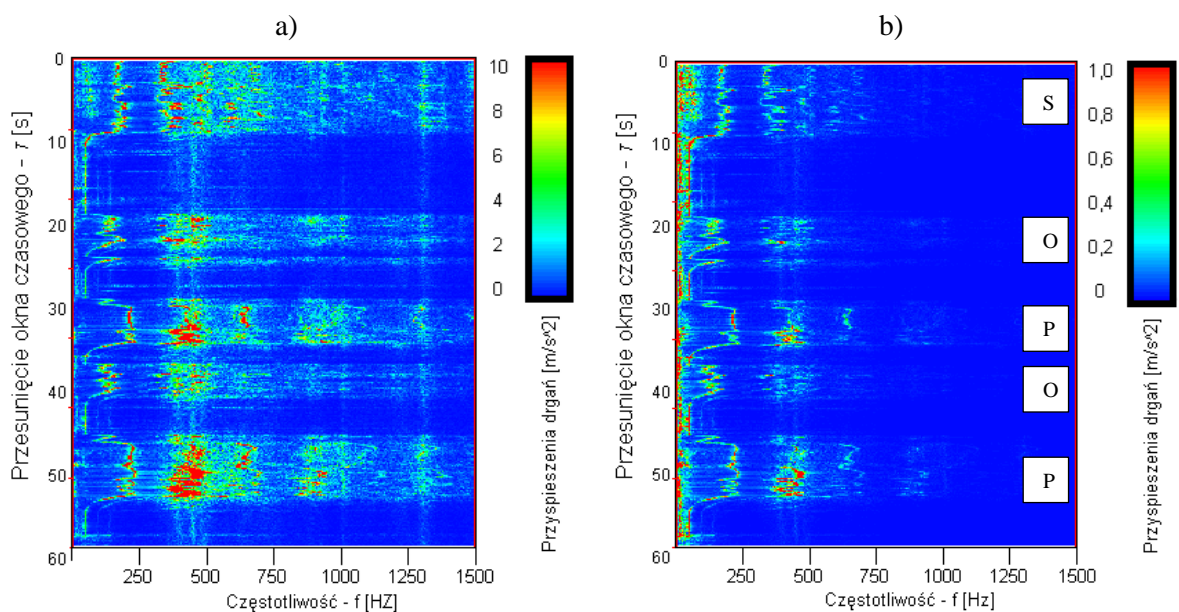 a)
0
10
20
30
40
50
60
250
500
750
1000
1250
1500
Częstotliwość - f [HZ]
Przesunięcie okna czasowego - τ [s]
10
8
6
4
2
0
Przyspieszenia drgań [m/s^2]
b)
0
10
20
30
40
50
60
250
500
750
1000
1250
1500
Częstotliwość - f [Hz]
Przesunięcie okna czasowego - τ [s]
S
O
P
O
P
1,0
0,8
0,6
0,4
0,2
0
Przyspieszenia drgań [m/s^2]